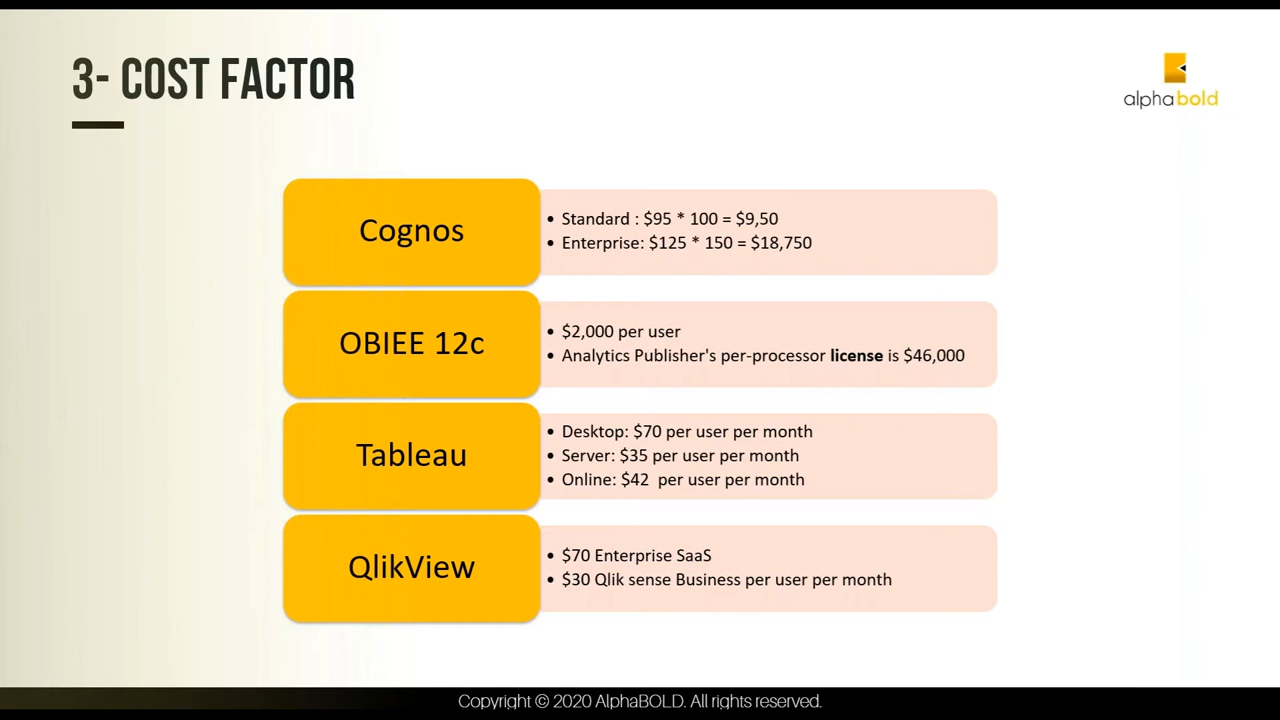 3- COST FACTOR
alphabold
Cognos
• Standard : $95 * 100 = $9,50
• Enterprise: $125 * 150 = $18,750
OBIEE 12c
• $2,000 per user
• Analytics Publisher's per-processor license is $46,000
Tableau
• Desktop: $70 per user per month
• Server: $35 per user per month
• Online: $42  per user per month
QlikView
• $70 Enterprise SaaS
• $30 Qlik sense Business per user per month
Copyright © 2020 AlphaBOLD. All rights reserved.